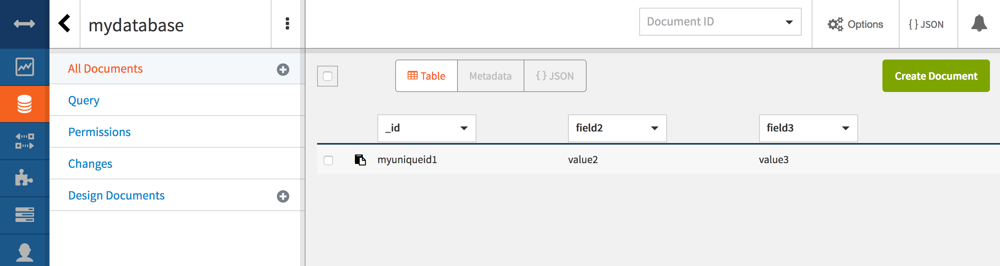 mydatabase
Document ID
Options
{ } JSON
All Documents
Query
Permissions
Changes
Design Documents
Table
Metadata
{ } JSON
Create Document
_id
field2
field3
myuniqueid1
value2
value3